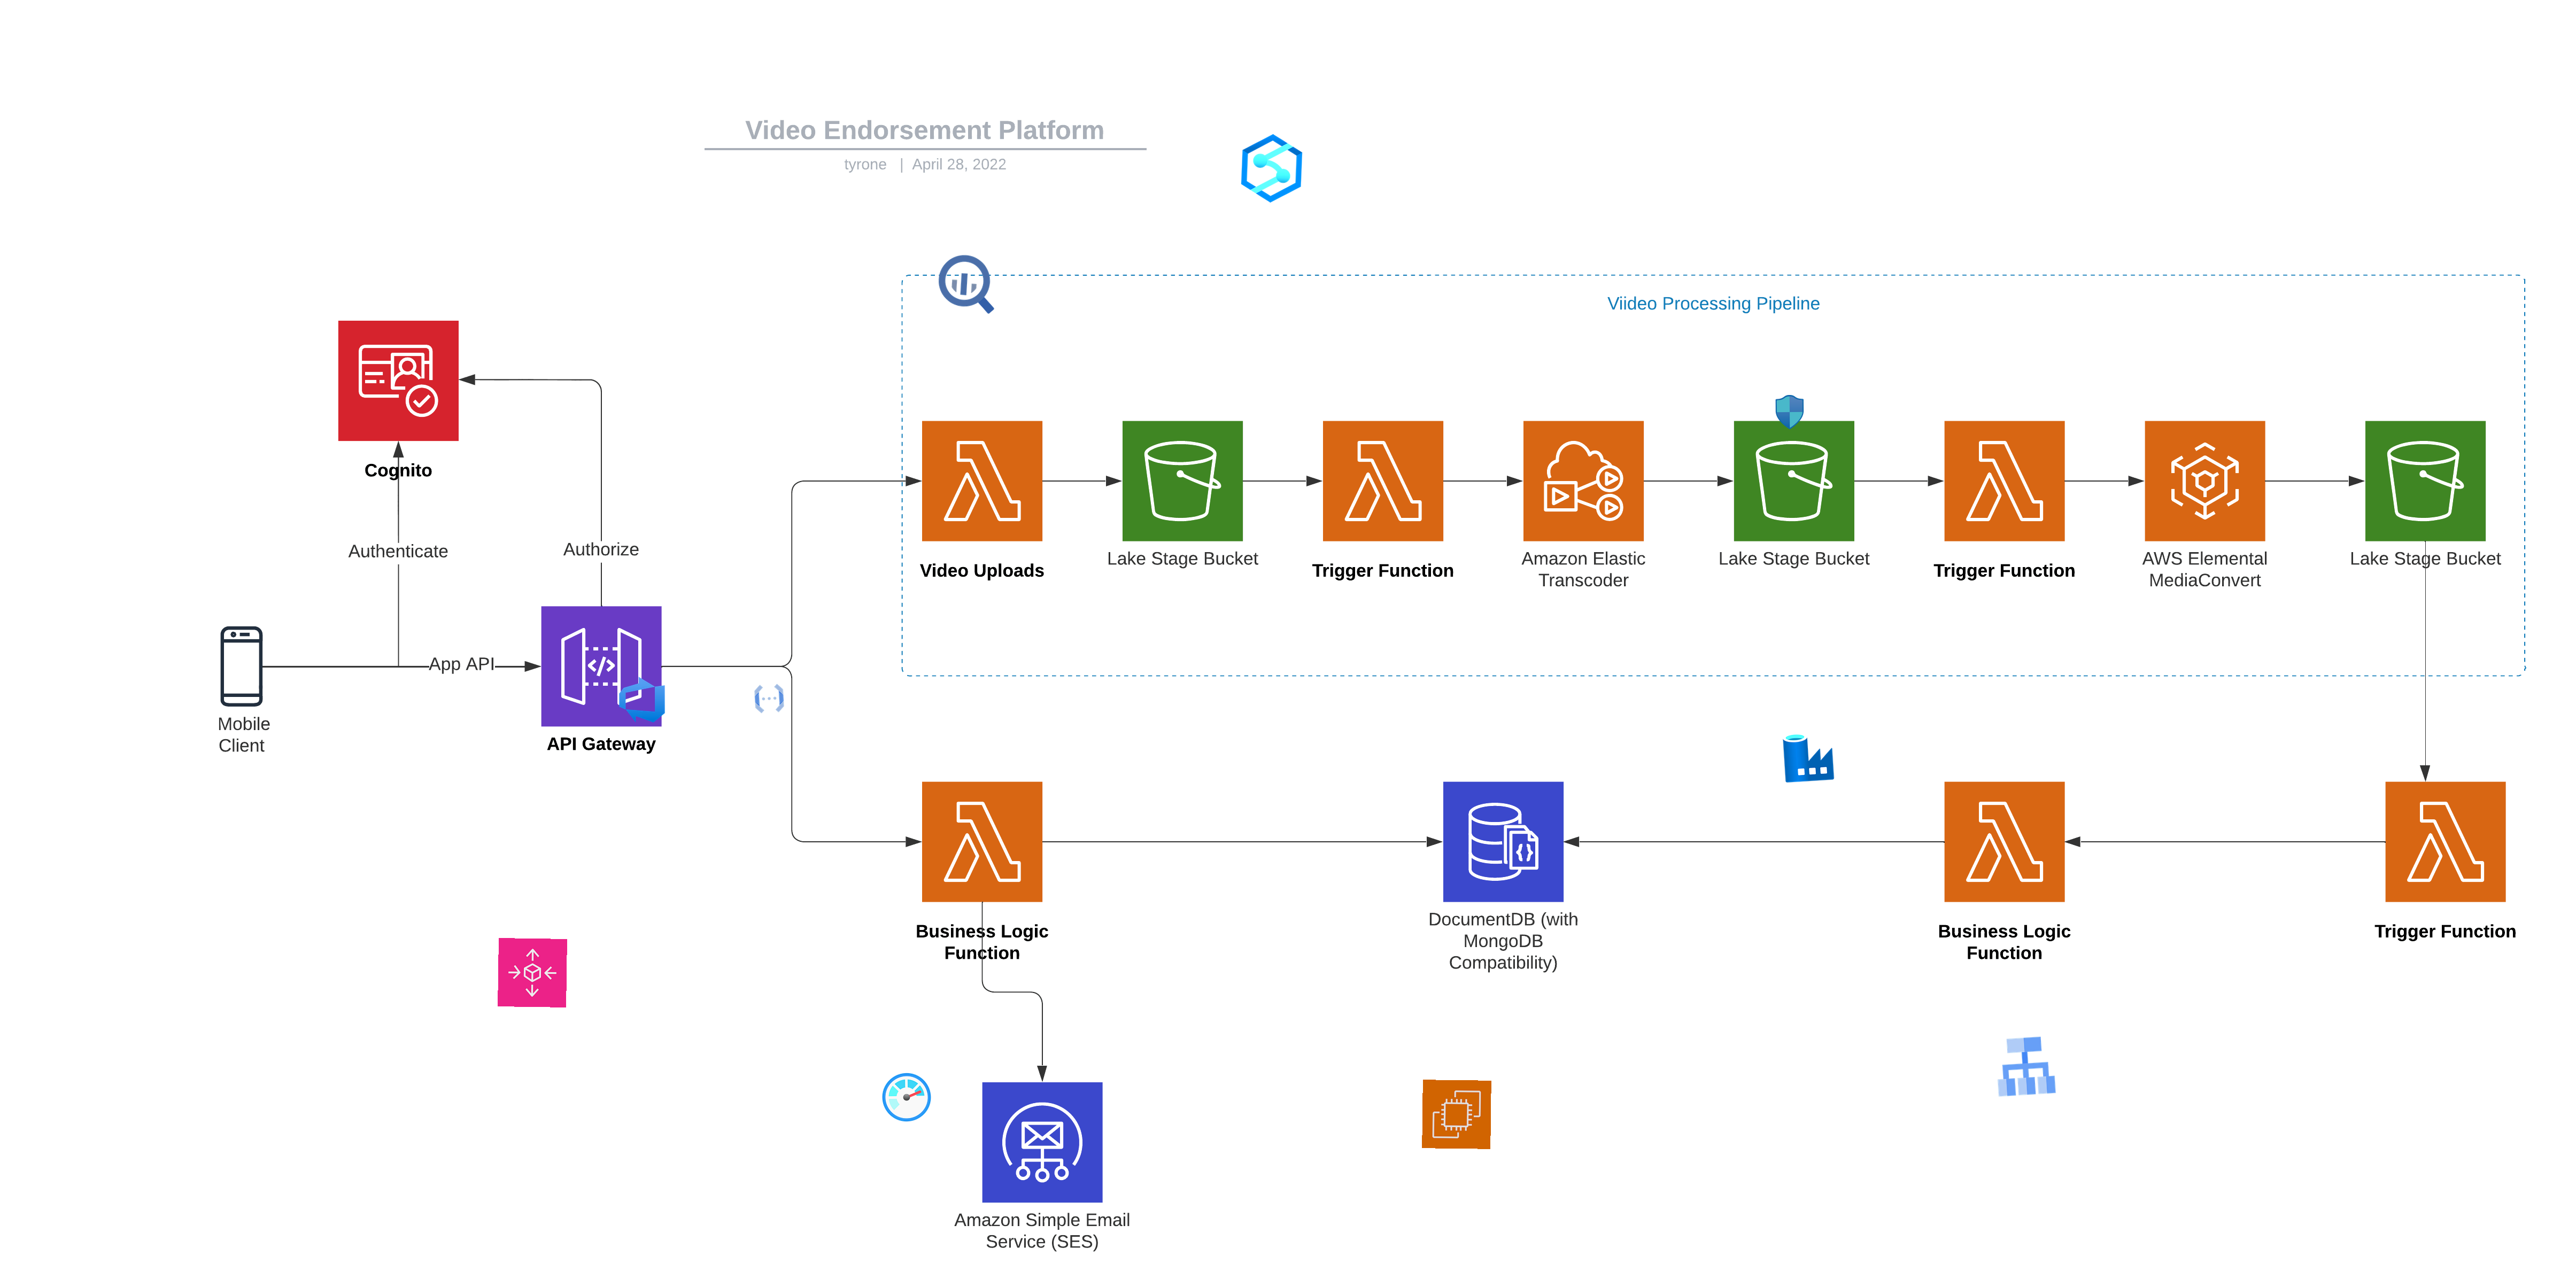 Video Endorsement Platform
tyrone | April 28, 2022
Viideo Processing Pipeline
Cognito
Authenticate
Authorize
App API
Mobile
Client
API Gateway
Video Uploads
Lake Stage Bucket
Trigger Function
Amazon Elastic
Transcoder
Lake Stage Bucket
Trigger Function
AWS Elemental
MediaConvert
Lake Stage Bucket
Business Logic
Function
DocumentDB (with
MongoDB
Compatibility)
Business Logic
Function
Trigger Function
Amazon Simple Email
Service (SES)